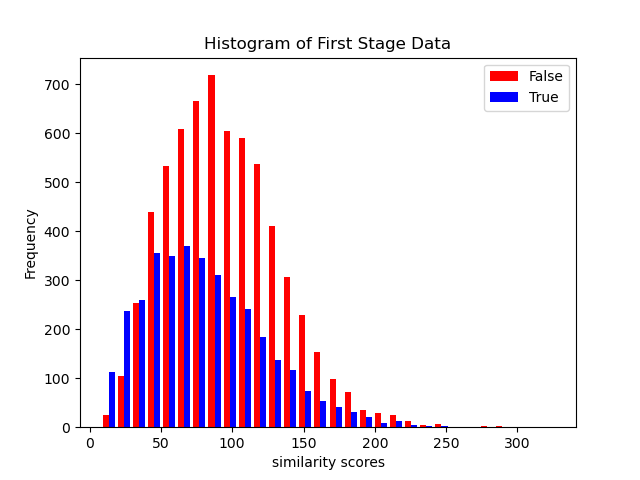 Histogram of First Stage Data
False
True
Frequency
700
600
500
400
300
200
100
0
0 50 100 150 200 250 300
similarity scores